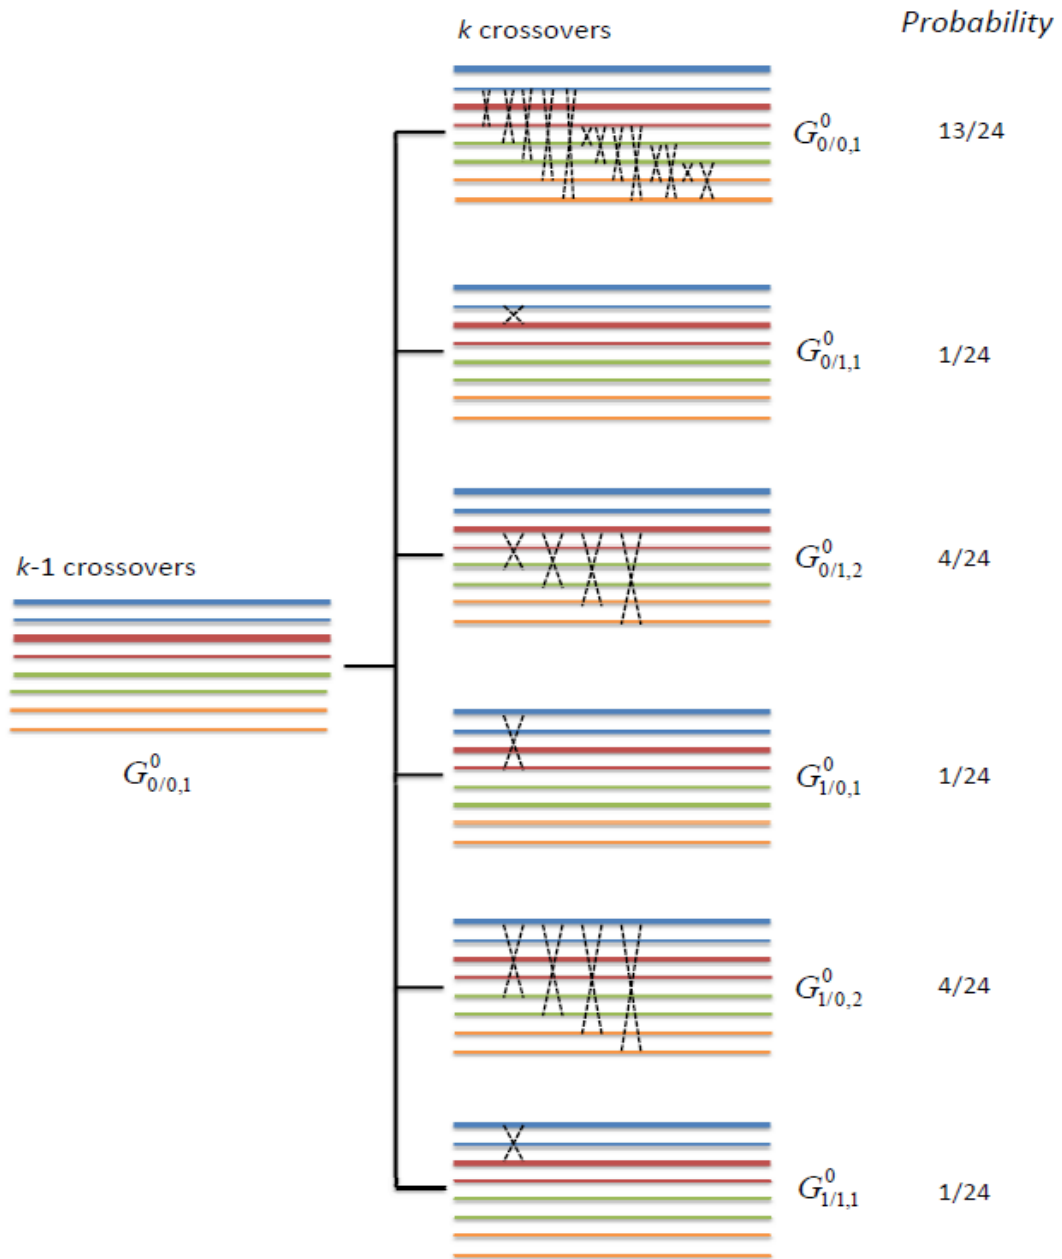 k crossovers
Probability
G^0_{0/0,1} 13/24
G^0_{0/1,1} 1/24
G^0_{0/1,2} 4/24
k-1 crossovers
G^0_{0/0,1}
G^0_{1/0,1} 1/24
G^0_{1/0,2} 4/24
G^0_{1/1,1} 1/24